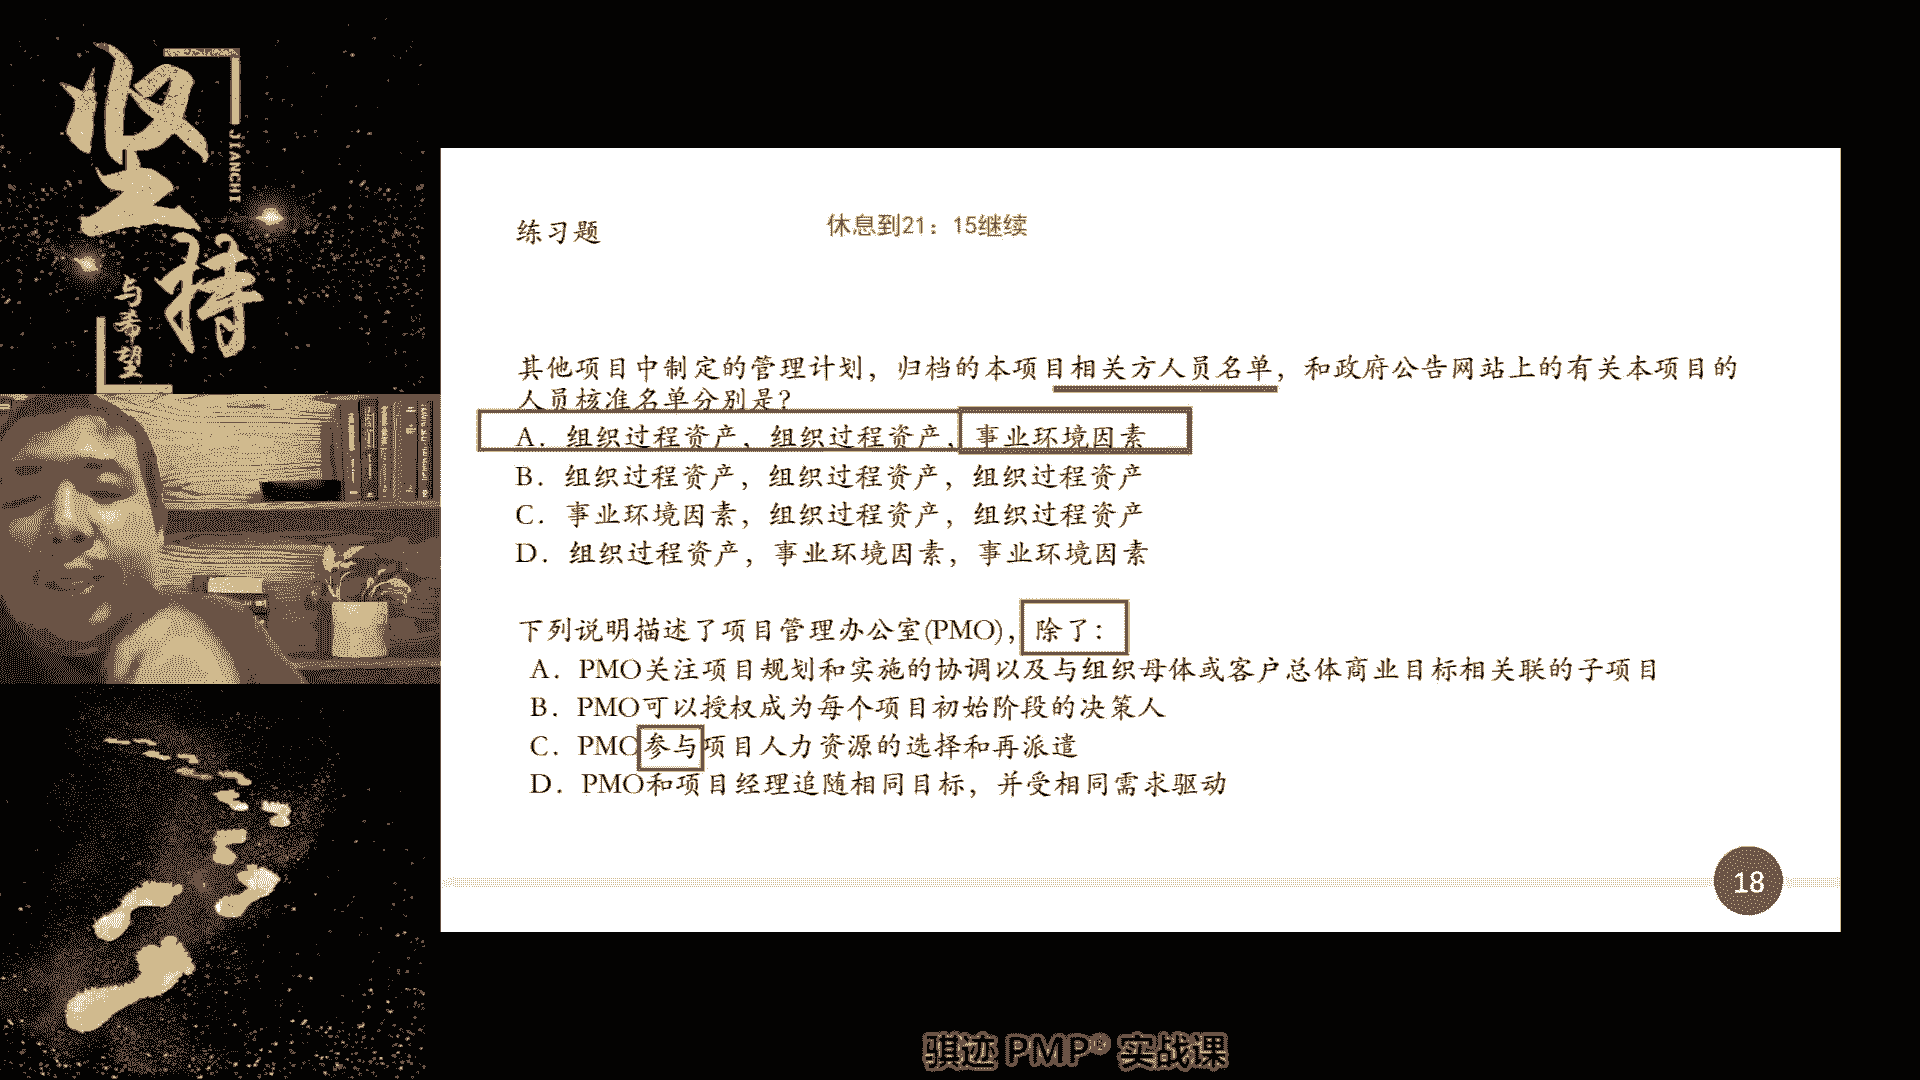 坚持
JIANCHI
与希望
练习题
休息到21：15继续
其他项目中制定的管理计划，归档的本项目相关方人员名单，和政府公告网站上的有关本项目的
人员核准名单分别是？
A．组织过程资产，组织过程资产，事业环境因素
B．组织过程资产，组织过程资产，组织过程资产
C．事业环境因素，组织过程资产，组织过程资产
D．组织过程资产，事业环境因素，事业环境因素
下列说明描述了项目管理办公室(PMO)，除了：
A．PMO关注项目规划和实施的协调以及与组织母体或客户总体商业目标相关联的子项目
B．PMO可以授权成为每个项目初始阶段的决策人
C．PMO参与项目人力资源的选择和再派遣
D．PMO和项目经理追随相同目标，并受相同需求驱动
18
骐迹 PMP® 实战课